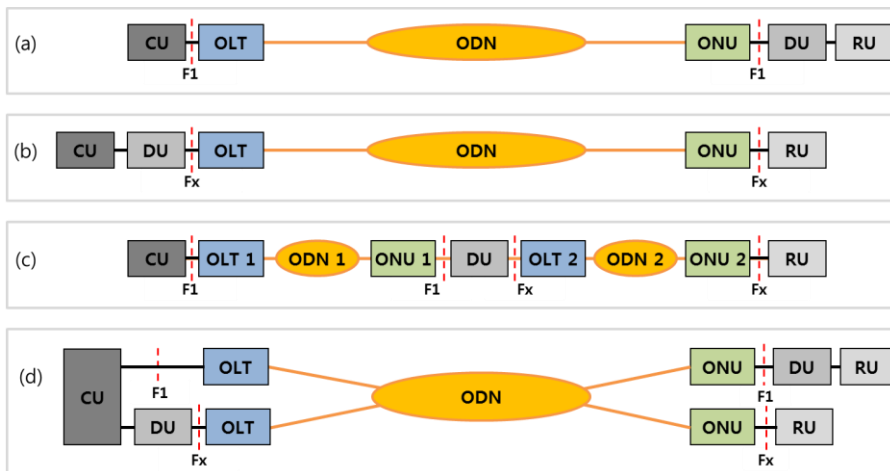 (a) CU OLT ODN ONU DU RU
F1 F1
(b) CU DU OLT ODN ONU RU
Fx Fx
(c) CU OLT 1 ODN 1 ONU 1 DU OLT 2 ODN 2 ONU 2 RU
F1 F1 Fx Fx
(d) CU OLT ODN ONU DU RU
F1 F1
DU OLT ONU RU
Fx Fx